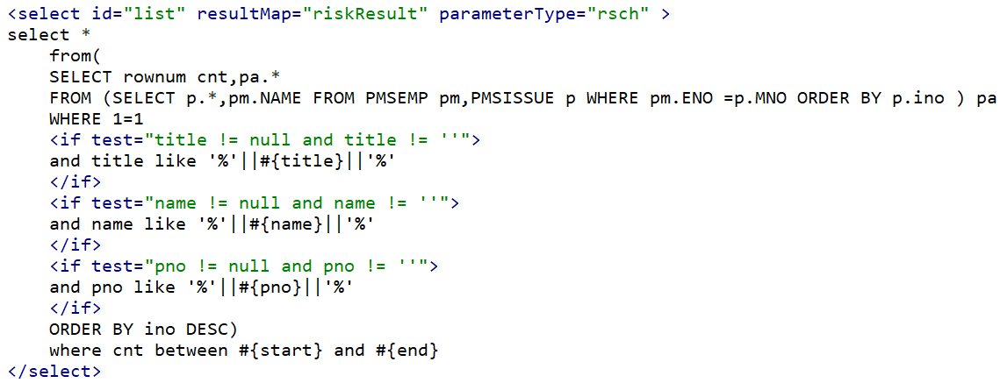 <select id="list" resultMap="riskResult" parameterType="rsch" >
select *
    from(
    SELECT rownum cnt,pa.*
    FROM (SELECT p.*,pm.NAME FROM PMSEMP pm,PMSISSUE p WHERE pm.ENO =p.MNO ORDER BY p.ino ) pa
    WHERE 1=1
    <if test="title != null and title != ''">
    and title like '%'||#{title}||'%'
    </if>
    <if test="name != null and name != ''">
    and name like '%'||#{name}||'%'
    </if>
    <if test="pno != null and pno != ''">
    and pno like '%'||#{pno}||'%'
    </if>
    ORDER BY ino DESC)
    where cnt between #{start} and #{end}
</select>